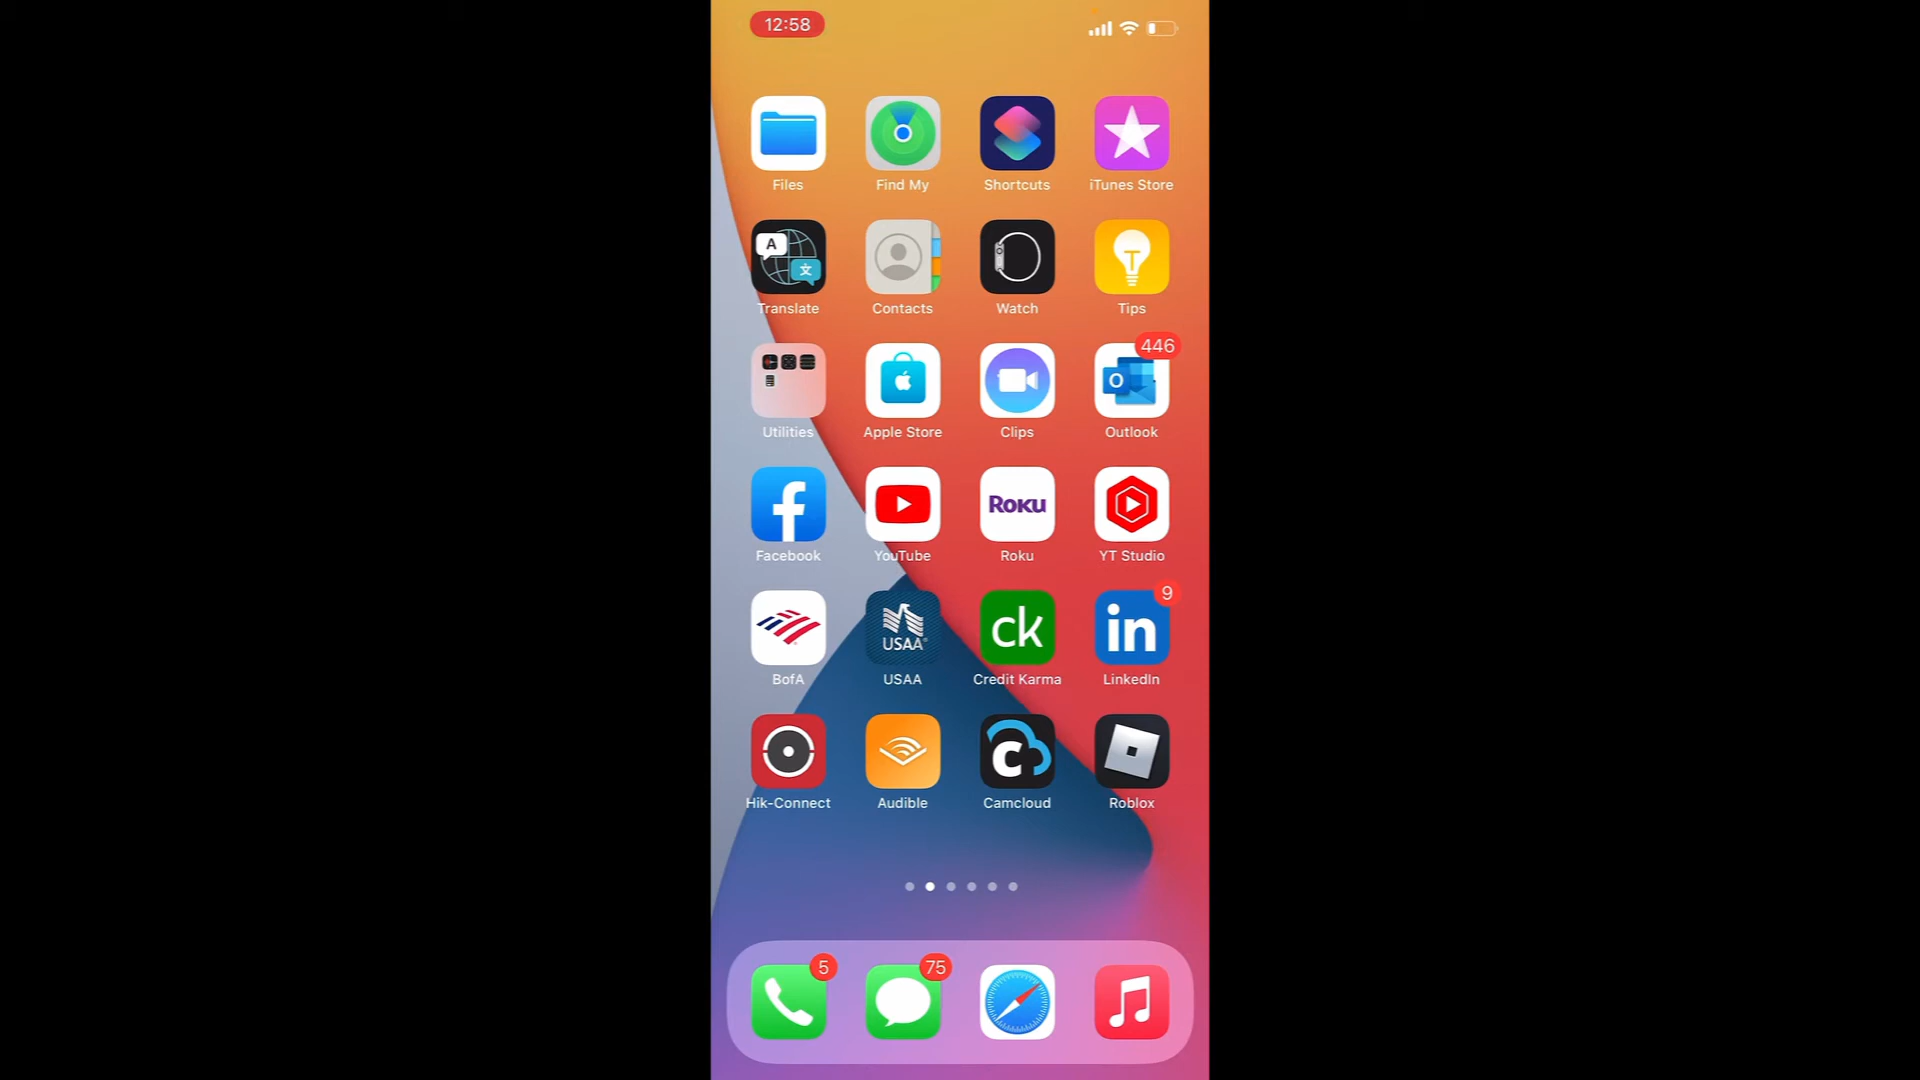 12:58
Files Find My Shortcuts iTunes Store
A 文
Translate Contacts Watch Tips
446
O
Utilities Apple Store Clips Outlook
Roku
Facebook YouTube Roku YT Studio
9
USAA ck in
BofA USAA Credit Karma LinkedIn
c
Hik-Connect Audible Camcloud Roblox
5 75